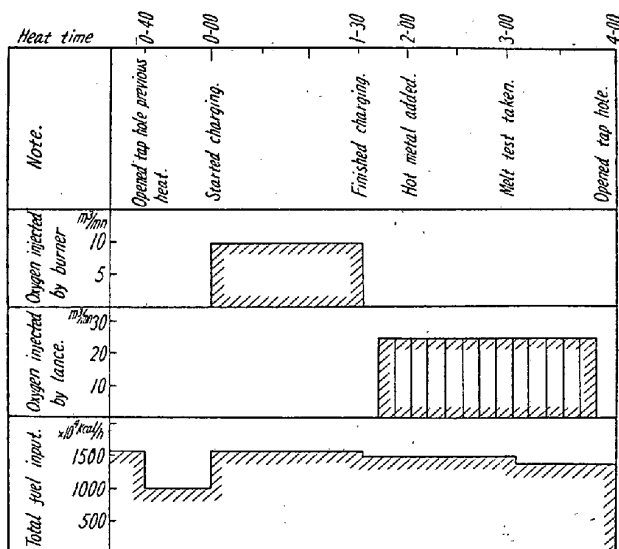 Heat time
0-40
0-00
1-30
2-00
3-00
4-00
Note.
Opened tap hole previous
heat.
Started charging.
Finished charging.
Hot metal added.
Melt test taken.
Opened tap hole.
Oxygen injected
by burner
m³/mn
10
5
Oxygen injected
by lance.
m³/mn
30
20
10
Total fuel input.
1500
1000
500